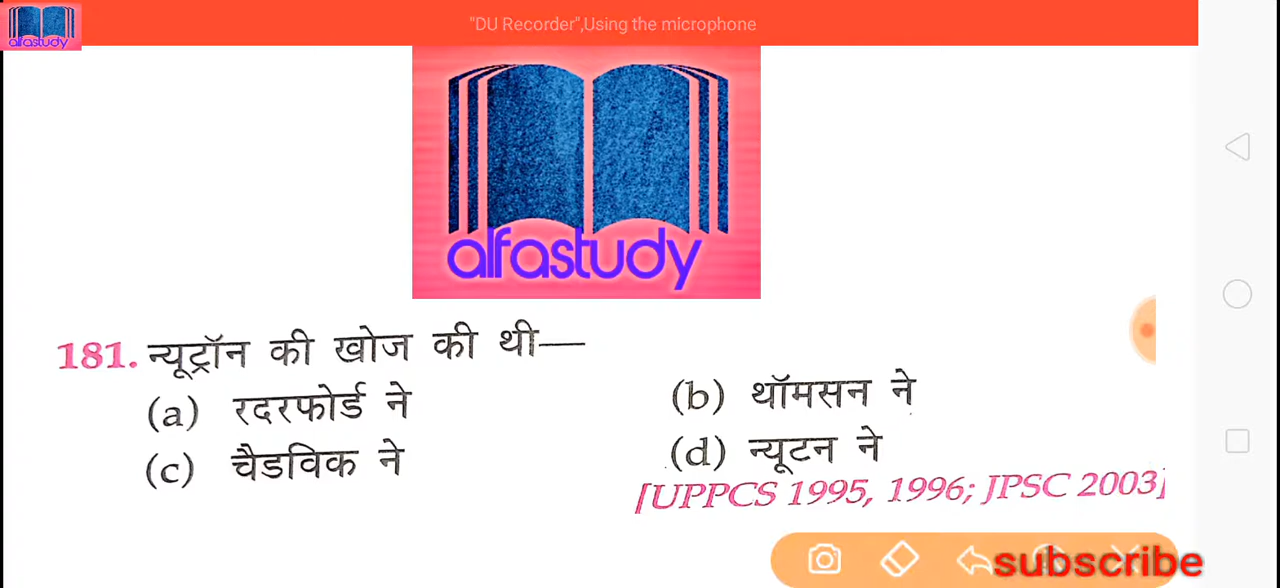 "DU Recorder",Using the microphone
alfastudy
alfastudy
181. न्यूट्रॉन की खोज की थी—
(a) रदरफोर्ड ने
(b) थॉमसन ने
(c) चैडविक ने
(d) न्यूटन ने
[UPPCS 1995, 1996; JPSC 2003]
subscribe